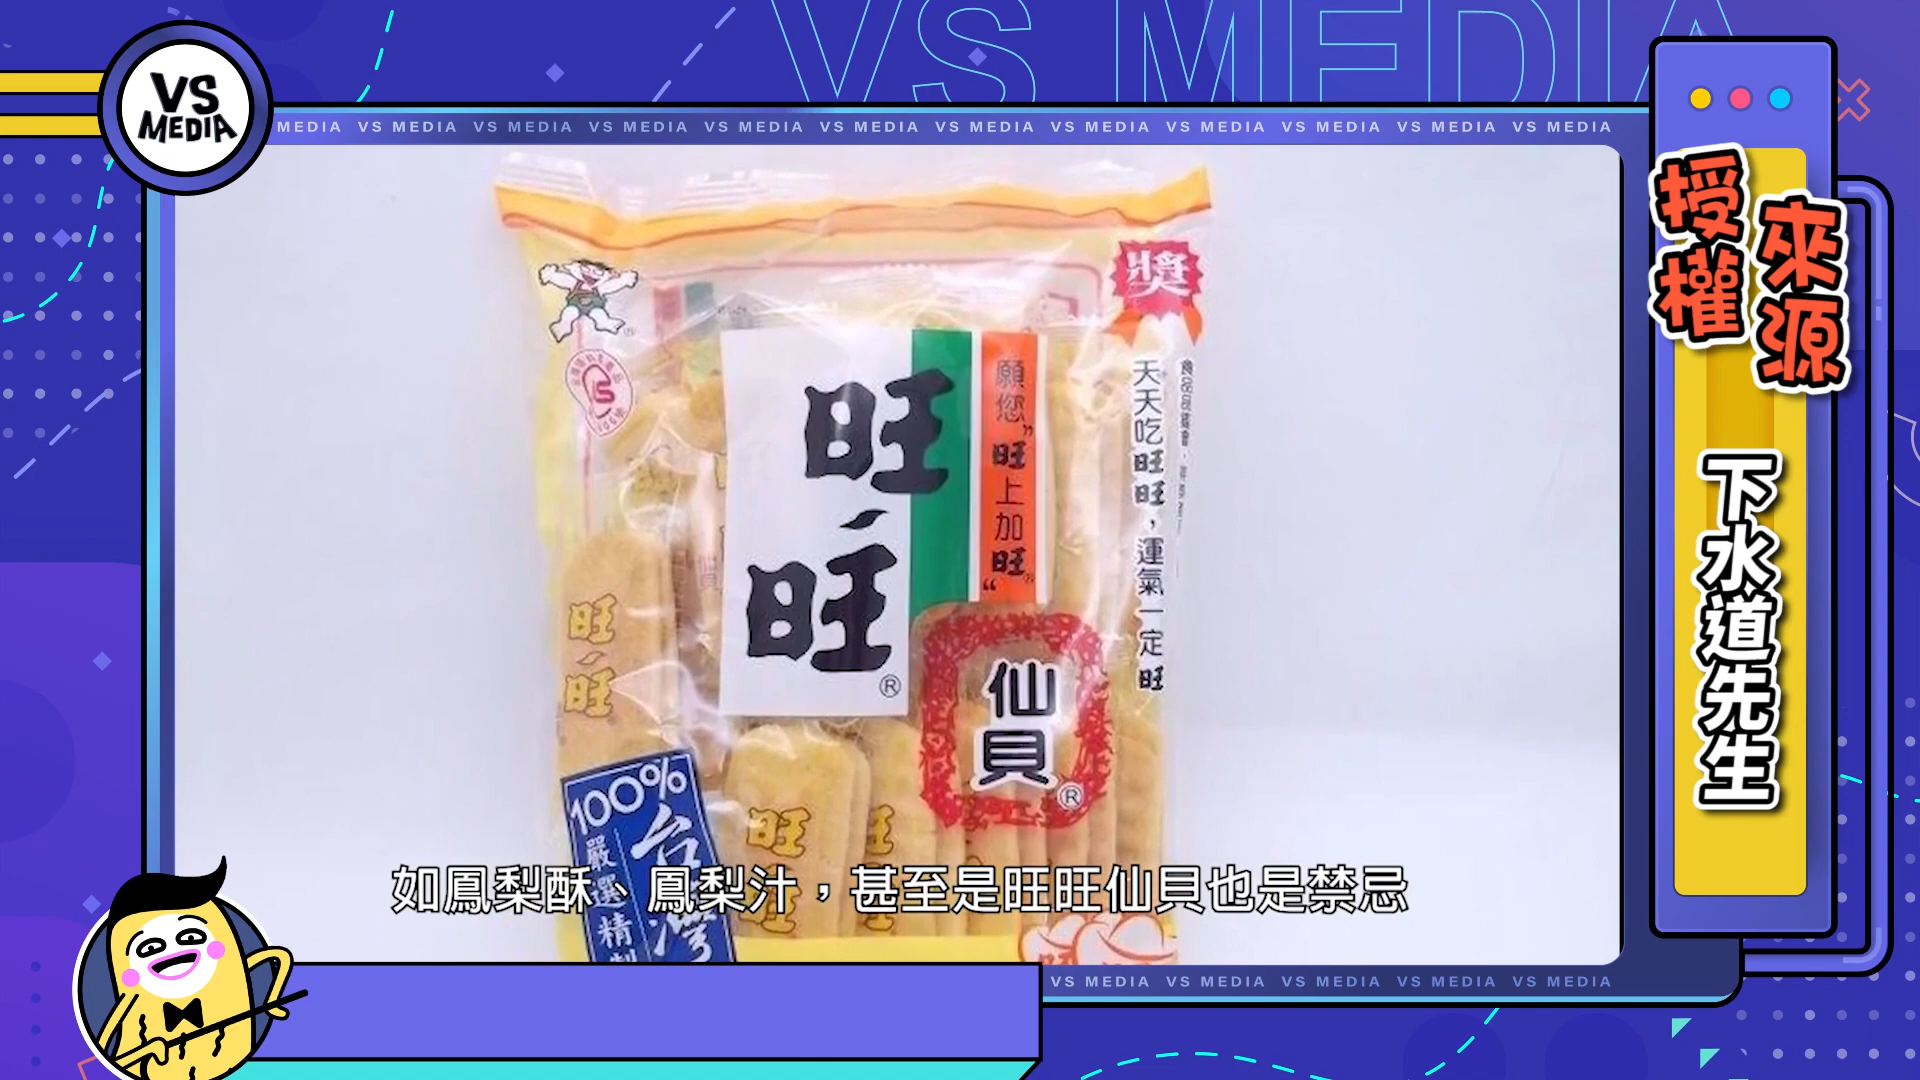 VS MEDIA
VS
MEDIA
MEDIA VS MEDIA VS MEDIA VS MEDIA VS MEDIA VS MEDIA VS MEDIA VS MEDIA VS MEDIA VS MEDIA VS MEDIA VS MEDIA
授權
來源
下水道先生
獎
旺旺®
願您"旺上加旺"
天天吃旺旺，運氣一定旺
仙貝®
旺旺
旺
旺
100%
台灣
嚴選精製
如鳳梨酥、鳳梨汁，甚至是旺旺仙貝也是禁忌
VS MEDIA VS MEDIA VS MEDIA VS MEDIA VS MEDIA